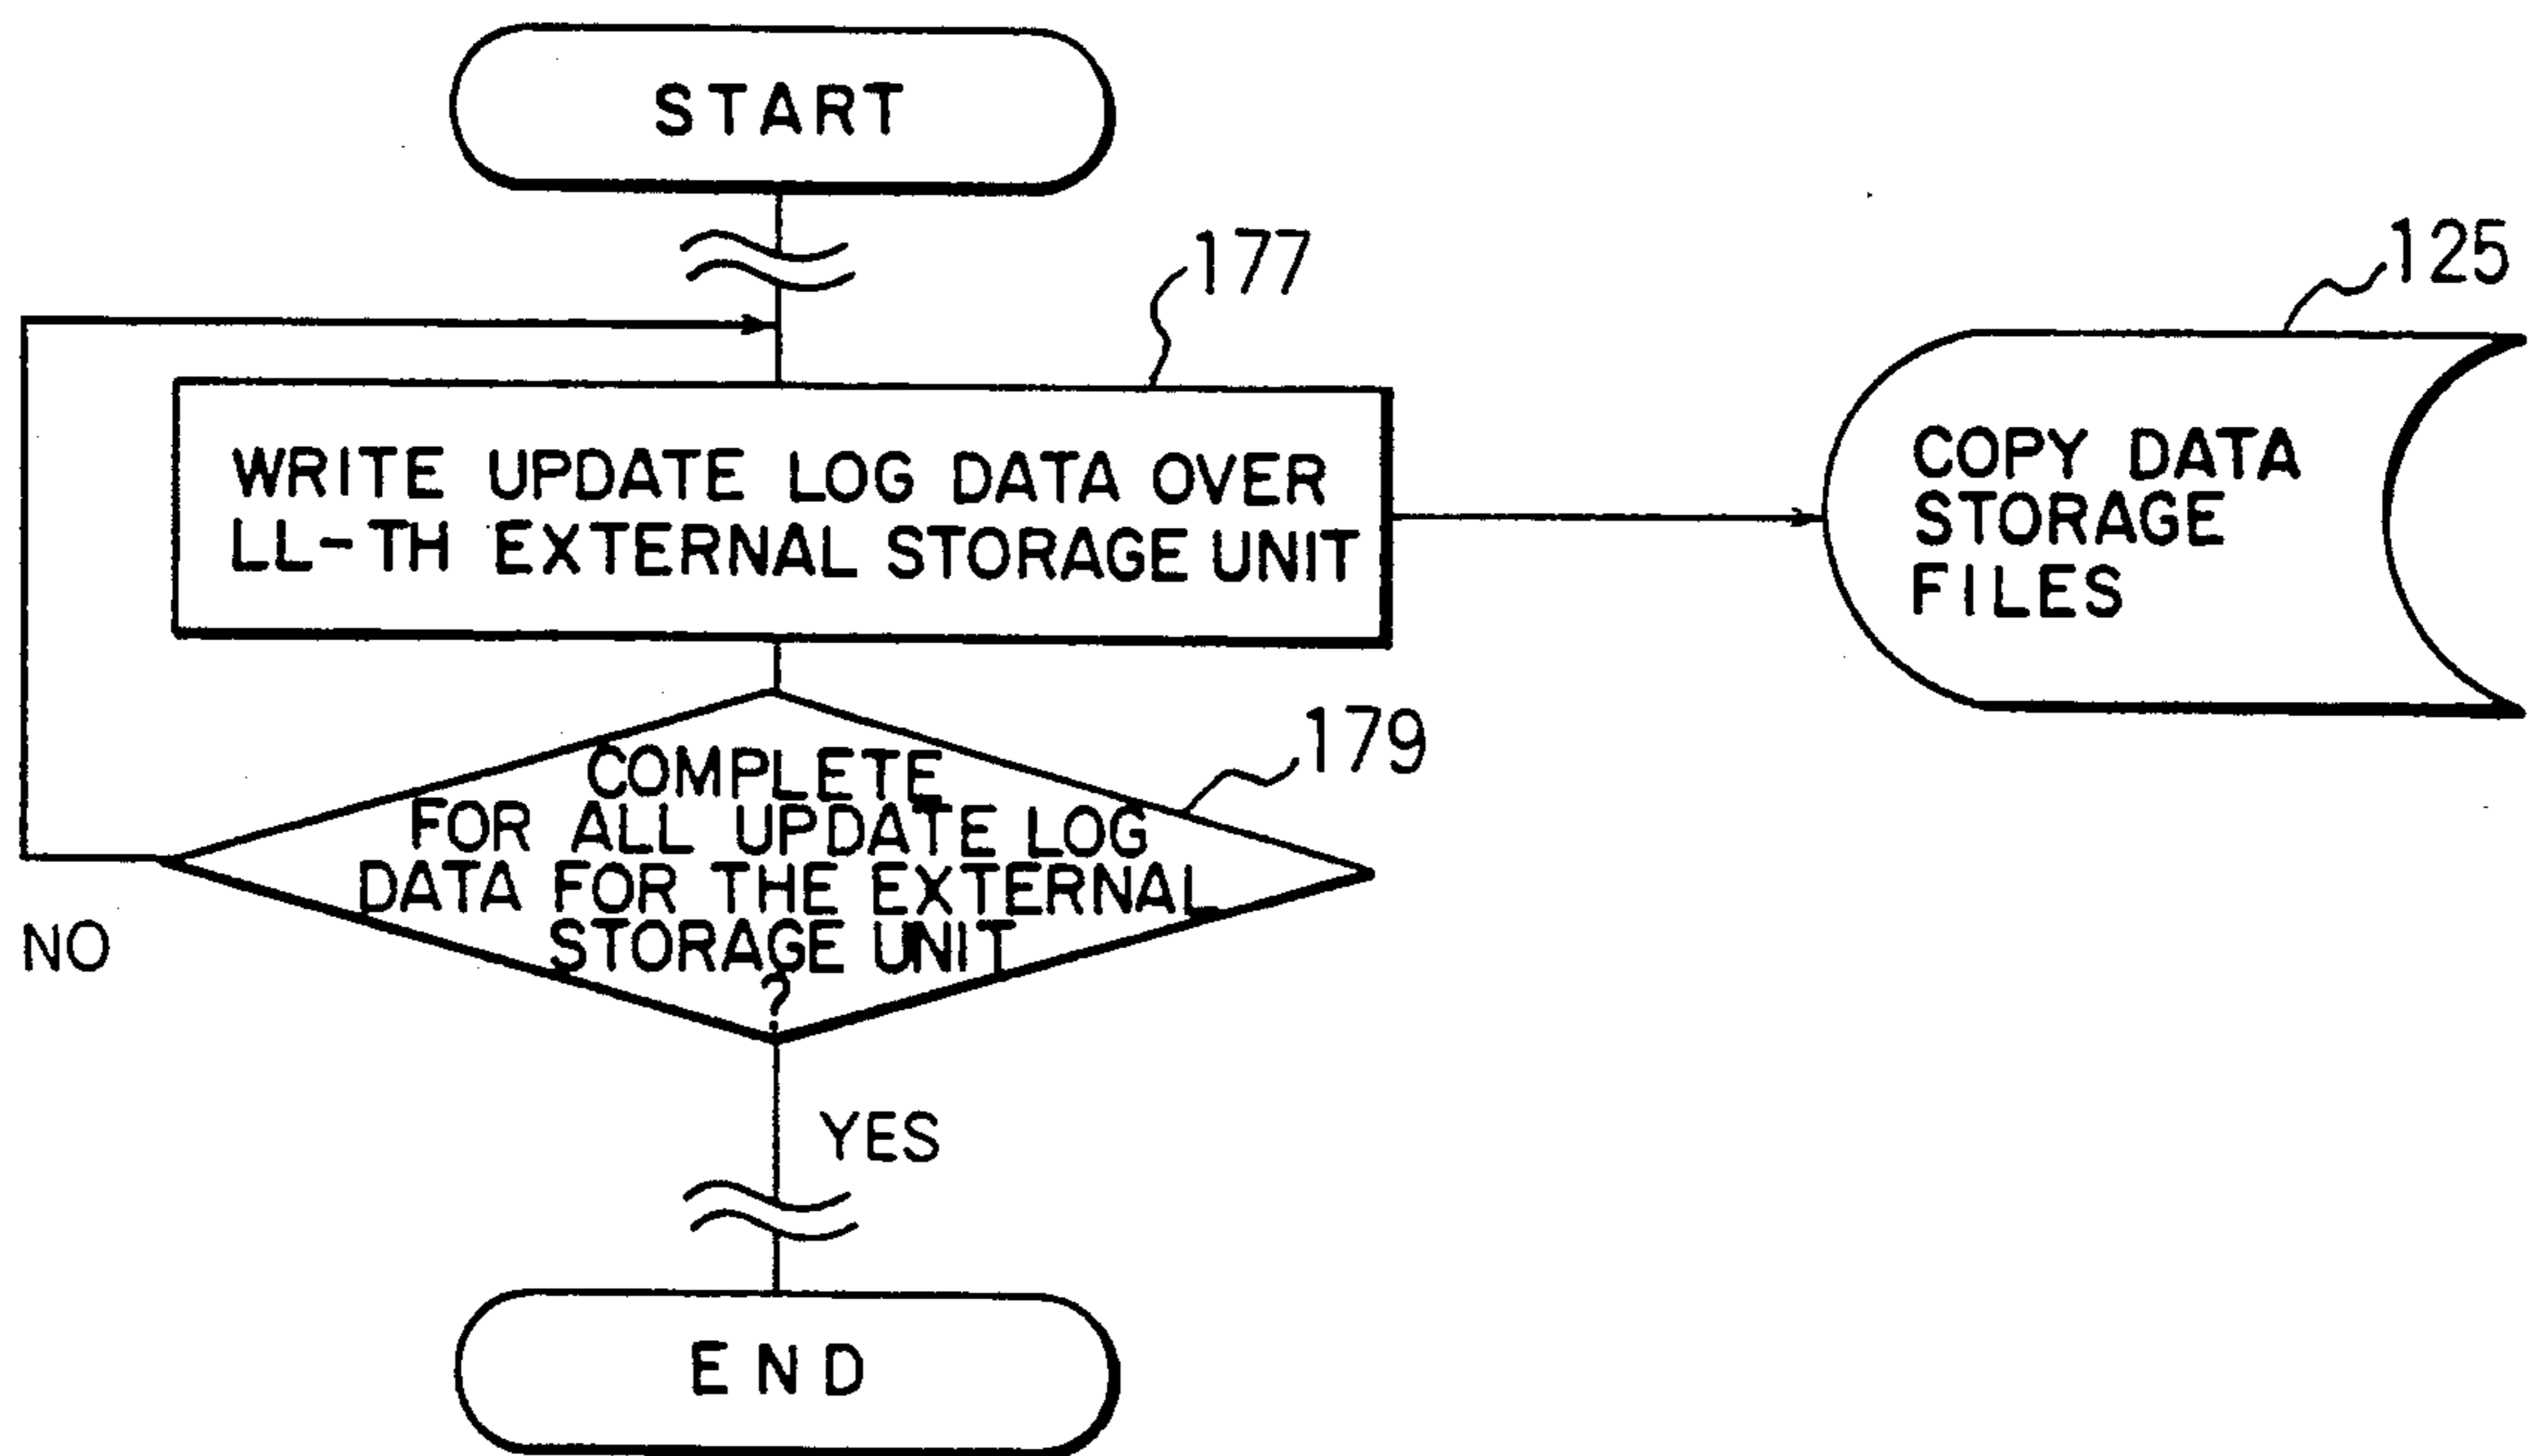 START
177
125
WRITE UPDATE LOG DATA OVER
LL-TH EXTERNAL STORAGE UNIT
COPY DATA
STORAGE
FILES
179
COMPLETE
FOR ALL UPDATE LOG
DATA FOR THE EXTERNAL
STORAGE UNIT
?
NO
YES
END